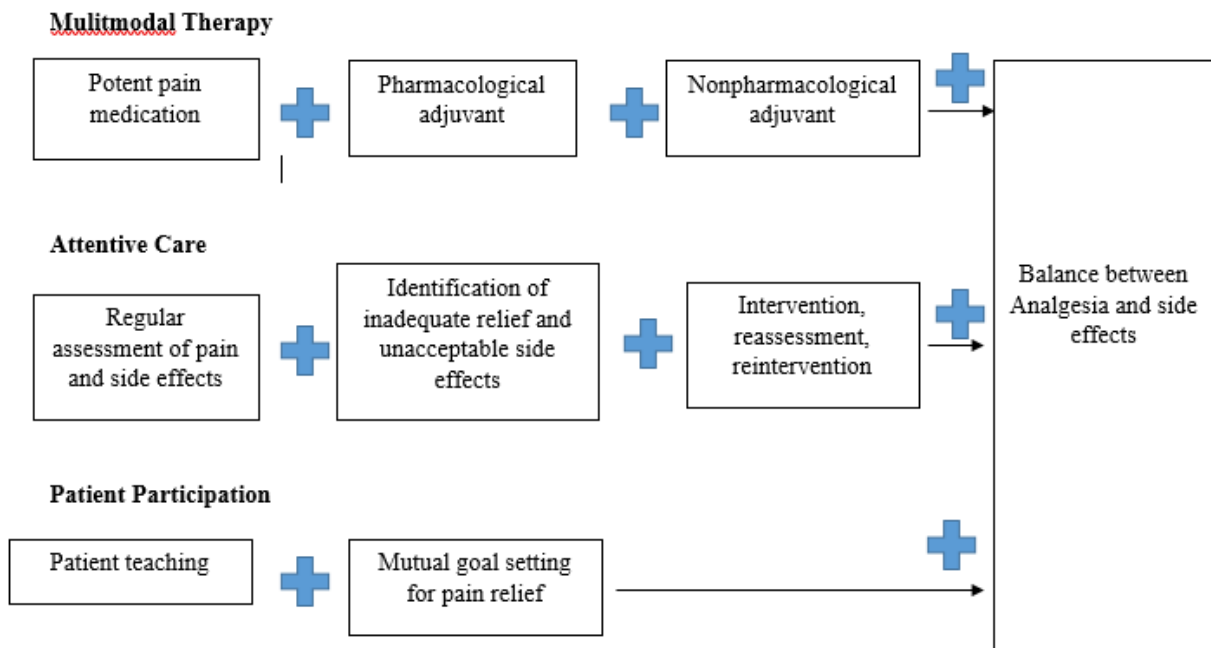 Mulitmodal Therapy
Potent pain
medication
Pharmacological
adjuvant
Nonpharmacological
adjuvant
Attentive Care
Regular
assessment of pain
and side effects
Identification of
inadequate relief and
unacceptable side
effects
Intervention,
reassessment,
reintervention
Balance between
Analgesia and side
effects
Patient Participation
Patient teaching
Mutual goal setting
for pain relief